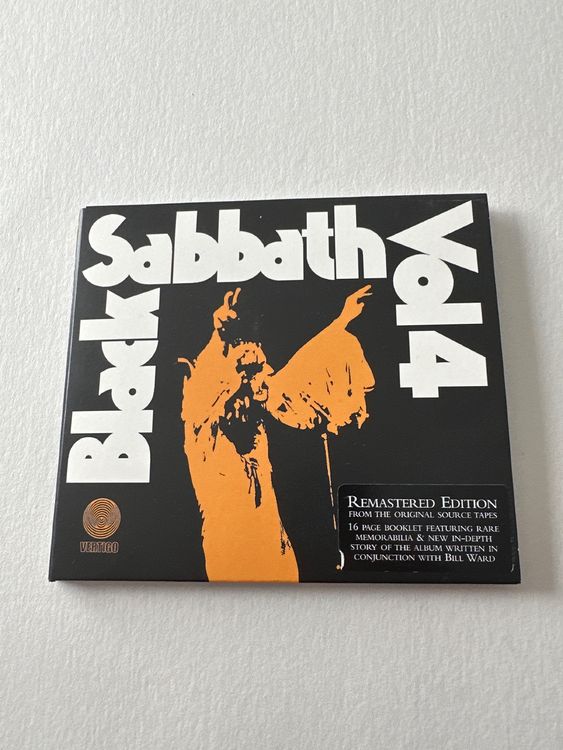 Black Sabbath Vol 4
VERTIGO
REMASTERED EDITION
FROM THE ORIGINAL SOURCE TAPES
16 PAGE BOOKLET FEATURING RARE
MEMORABILIA & NEW IN-DEPTH
STORY OF THE ALBUM WRITTEN IN
CONJUNCTION WITH BILL WARD